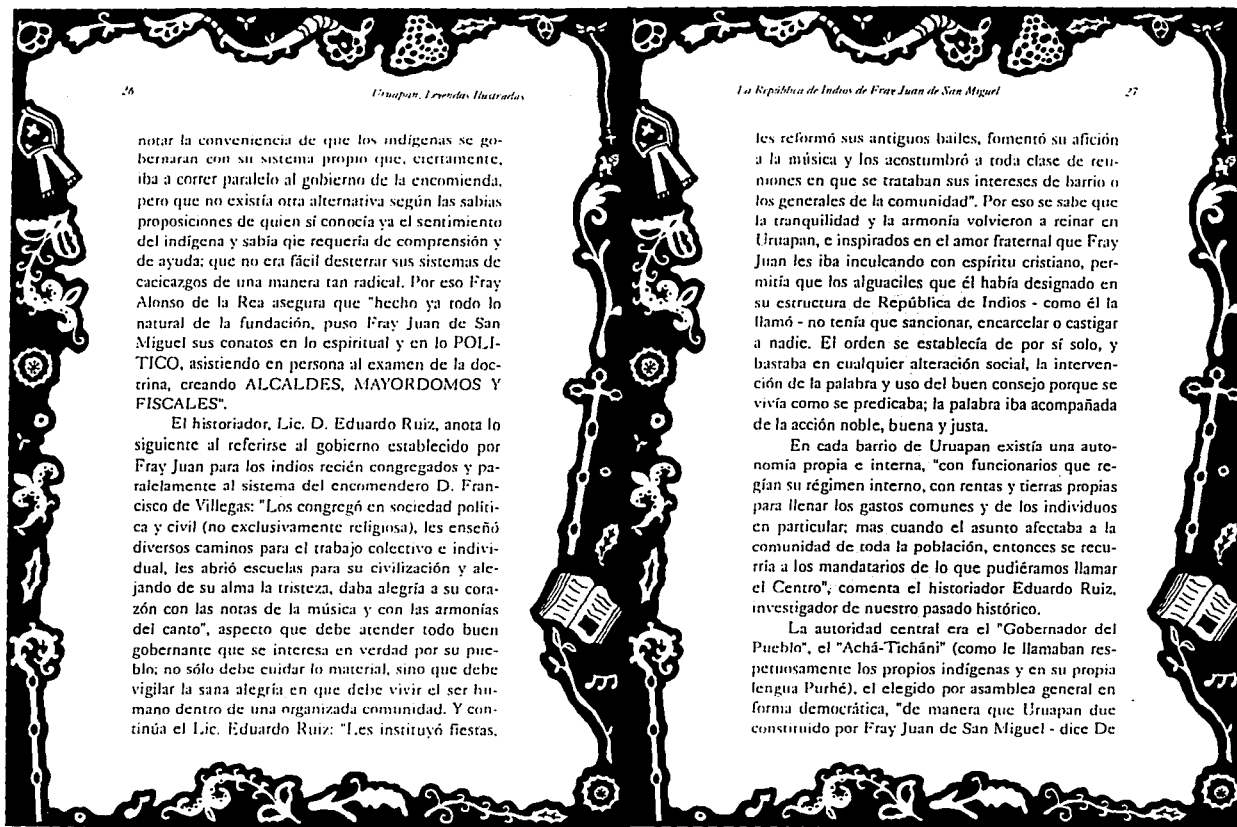 26
Uruapan, Leyendas Ilustradas
notar la conveniencia de que los indígenas se go-
bernaran con su sistema propio que, ciertamente,
iba a correr paralelo al gobierno de la encomienda,
pero que no existía otra alternativa según las sabias
proposiciones de quien sí conocía ya el sentimiento
del indígena y sabía qie requería de comprensión y
de ayuda; que no era fácil desterrar sus sistemas de
cacicazgos de una manera tan radical. Por eso Fray
Alonso de la Rea asegura que "hecho ya todo lo
natural de la fundación, puso Fray Juan de San
Miguel sus conatos en lo espiritual y en lo POLI-
TICO, asistiendo en persona al examen de la doc-
trina, creando ALCALDES, MAYORDOMOS Y
FISCALES".
El historiador, Lic. D. Eduardo Ruiz, anota lo
siguiente al referirse al gobierno establecido por
Fray Juan para los indios recién congregados y pa-
ralelamente al sistema del encomendero D. Fran-
cisco de Villegas: "Los congregó en sociedad políti-
ca y civil (no exclusivamente religiosa), les enseñó
diversos caminos para el trabajo colectivo e indivi-
dual, les abrió escuelas para su civilización y ale-
jando de su alma la tristeza, daba alegría a su cora-
zón con las notas de la música y con las armonías
del canto", aspecto que debe atender todo buen
gobernante que se interesa en verdad por su pue-
blo; no sólo debe cuidar lo material, sino que debe
vigilar la sana alegría en que debe vivir el ser hu-
mano dentro de una organizada comunidad. Y con-
tinúa el Lic. Eduardo Ruiz: "Les instituyó fiestas,
La República de Indios de Fray Juan de San Miguel
27
les reformó sus antiguos bailes, fomentó su afición
a la música y los acostumbró a toda clase de reu-
niones en que se trataban sus intereses de barrio o
los generales de la comunidad". Por eso se sabe que
la tranquilidad y la armonía volvieron a reinar en
Uruapan, e inspirados en el amor fraternal que Fray
Juan les iba inculcando con espíritu cristiano, per-
mitía que los alguaciles que él había designado en
su estructura de República de Indios - como él la
llamó - no tenía que sancionar, encarcelar o castigar
a nadie. El orden se establecía de por sí solo, y
bastaba en cualquier alteración social, la interven-
ción de la palabra y uso del buen consejo porque se
vivía como se predicaba; la palabra iba acompañada
de la acción noble, buena y justa.
En cada barrio de Uruapan existía una auto-
nomía propia e interna, "con funcionarios que re-
gían su régimen interno, con rentas y tierras propias
para llenar los gastos comunes y de los individuos
en particular; mas cuando el asunto afectaba a la
comunidad de toda la población, entonces se recu-
rría a los mandatarios de lo que pudiéramos llamar
el Centro", comenta el historiador Eduardo Ruiz,
investigador de nuestro pasado histórico.
La autoridad central era el "Gobernador del
Pueblo", el "Achá-Ticháni" (como le llamaban res-
petuosamente los propios indígenas y en su propia
lengua Purhé), el elegido por asamblea general en
forma democrática, "de manera que Uruapan due
constituido por Fray Juan de San Miguel - dice De